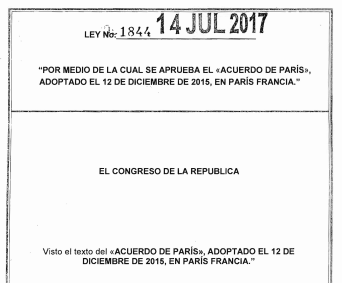 LEY No. 1844 14 JUL 2017
“POR MEDIO DE LA CUAL SE APRUEBA EL «ACUERDO DE PARÍS»,
ADOPTADO EL 12 DE DICIEMBRE DE 2015, EN PARÍS FRANCIA.”
EL CONGRESO DE LA REPUBLICA
Visto el texto del «ACUERDO DE PARÍS», ADOPTADO EL 12 DE
DICIEMBRE DE 2015, EN PARÍS FRANCIA.”